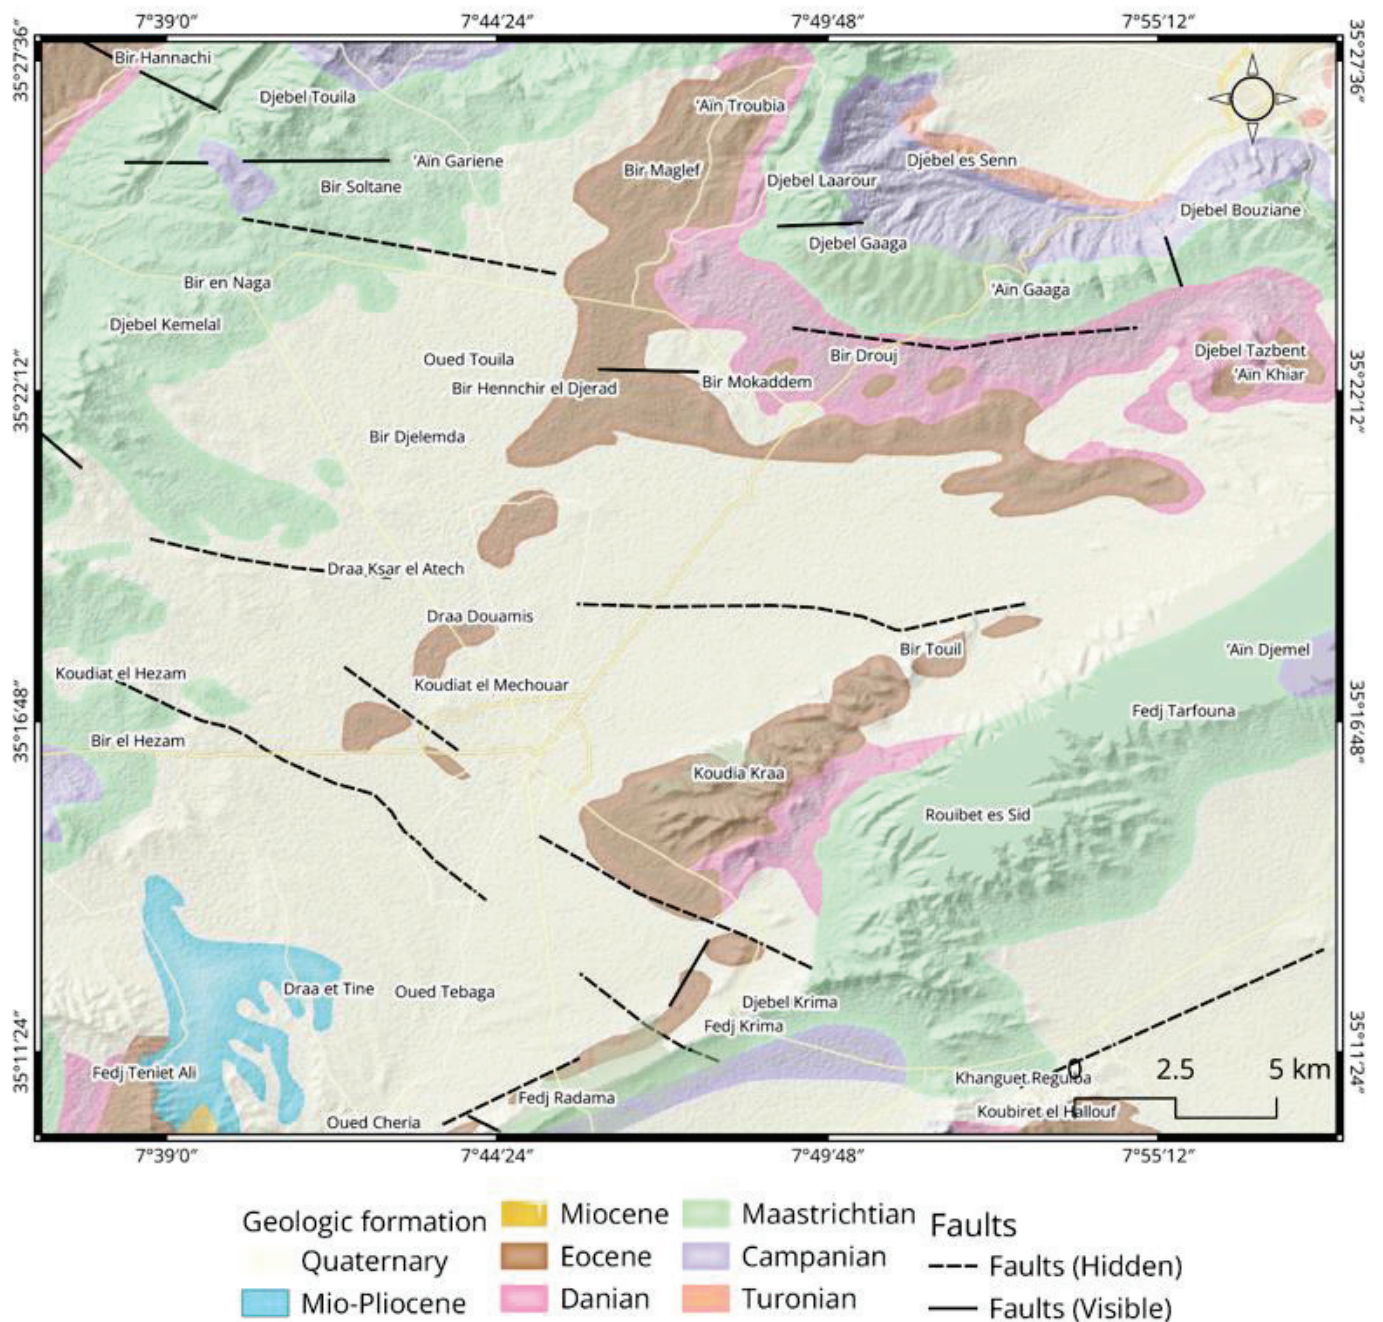 7°39′0″ 7°44′24″ 7°49′48″ 7°55′12″
35°27′36″ 35°27′36″
Bir Hannachi
Djebel Touila
'Aïn Troubia
'Aïn Gariene
Djebel es Senn
Bir Maglef
Bir Soltane
Djebel Laarour
Djebel Bouziane
Djebel Gaaga
Bir en Naga
'Aïn Gaaga
Djebel Kemelal
Oued Touila
Bir Drouj
Djebel Tazbent
35°22′12″ 35°22′12″
'Aïn Khiar
Bir Mokaddem
Bir Hennchir el Djerad
Bir Djelemda
Draa Ksar el Atech
Draa Douamis
Bir Touil
'Aïn Djemel
Koudiat el Hezam
Koudiat el Mechouar
35°16′48″ 35°16′48″
Fedj Tarfouna
Bir el Hezam
Koudia Kraa
Rouibet es Sid
Draa et Tine
Oued Tebaga
Djebel Krima
Fedj Krima
35°11′24″ 35°11′24″
Fedj Teniet Ali
0 2.5 5 km
Khanguet Reguiba
Fedj Radama
Koubiret el Hallouf
Oued Cheria
7°39′0″ 7°44′24″ 7°49′48″ 7°55′12″
Geologic formation
Quaternary
Mio-Pliocene
Miocene
Eocene
Danian
Maastrichtian
Campanian
Turonian
Faults
Faults (Hidden)
Faults (Visible)